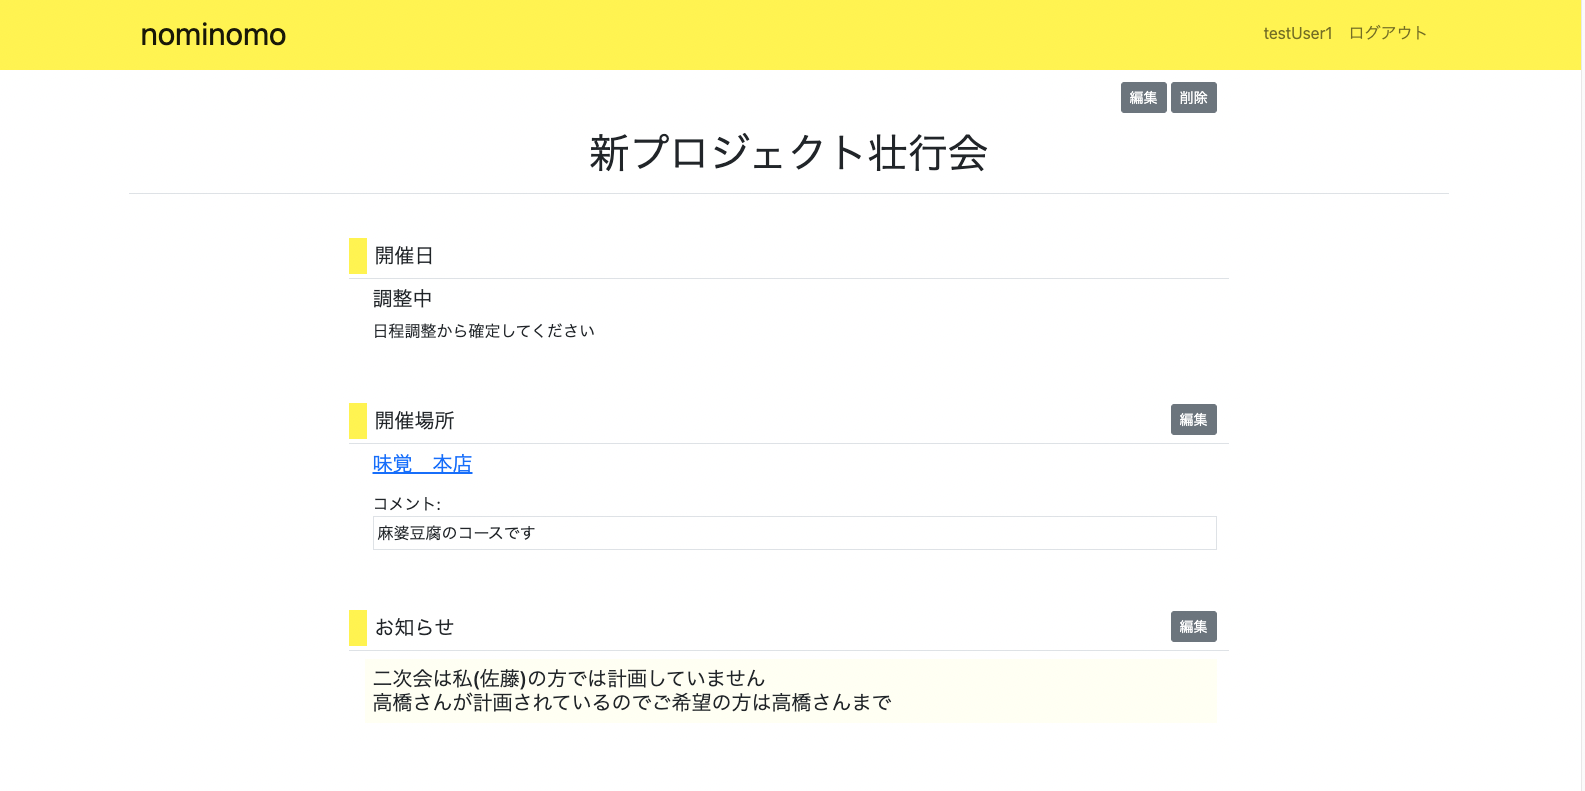 nominomo
testUser1 ログアウト
編集 削除
新プロジェクト壮行会
開催日
調整中
日程調整から確定してください
開催場所 編集
味覚　本店
コメント:
麻婆豆腐のコースです
お知らせ 編集
二次会は私(佐藤)の方では計画していません
高橋さんが計画されているのでご希望の方は高橋さんまで